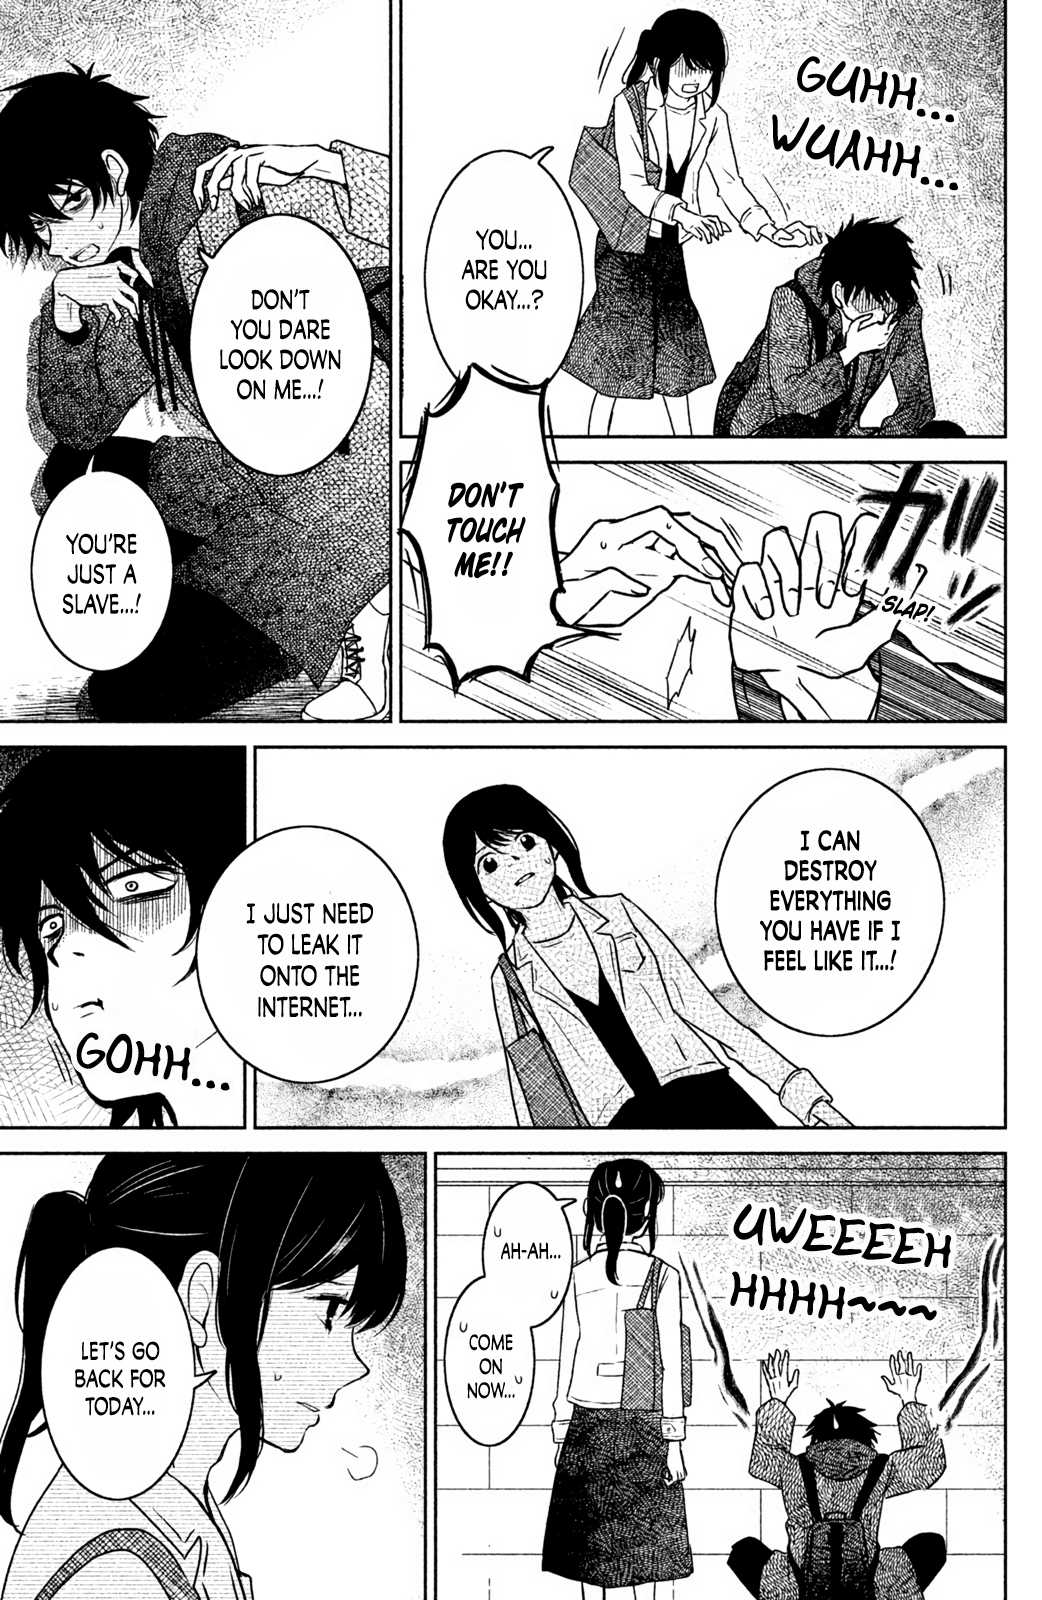 GUHH...
WUAHH...
YOU...
ARE YOU
OKAY...?
DON'T
TOUCH
ME!!
ガッ
SLAP!
DON'T
YOU DARE
LOOK DOWN
ON ME...!
YOU'RE
JUST A
SLAVE...!
I CAN
DESTROY
EVERYTHING
YOU HAVE IF I
FEEL LIKE IT...!
I JUST NEED
TO LEAK IT
ONTO THE
INTERNET...
GOHH...
UWEEEEH
HHHH~~~
AH-AH...
COME
ON
NOW...
LET'S GO
BACK FOR
TODAY...